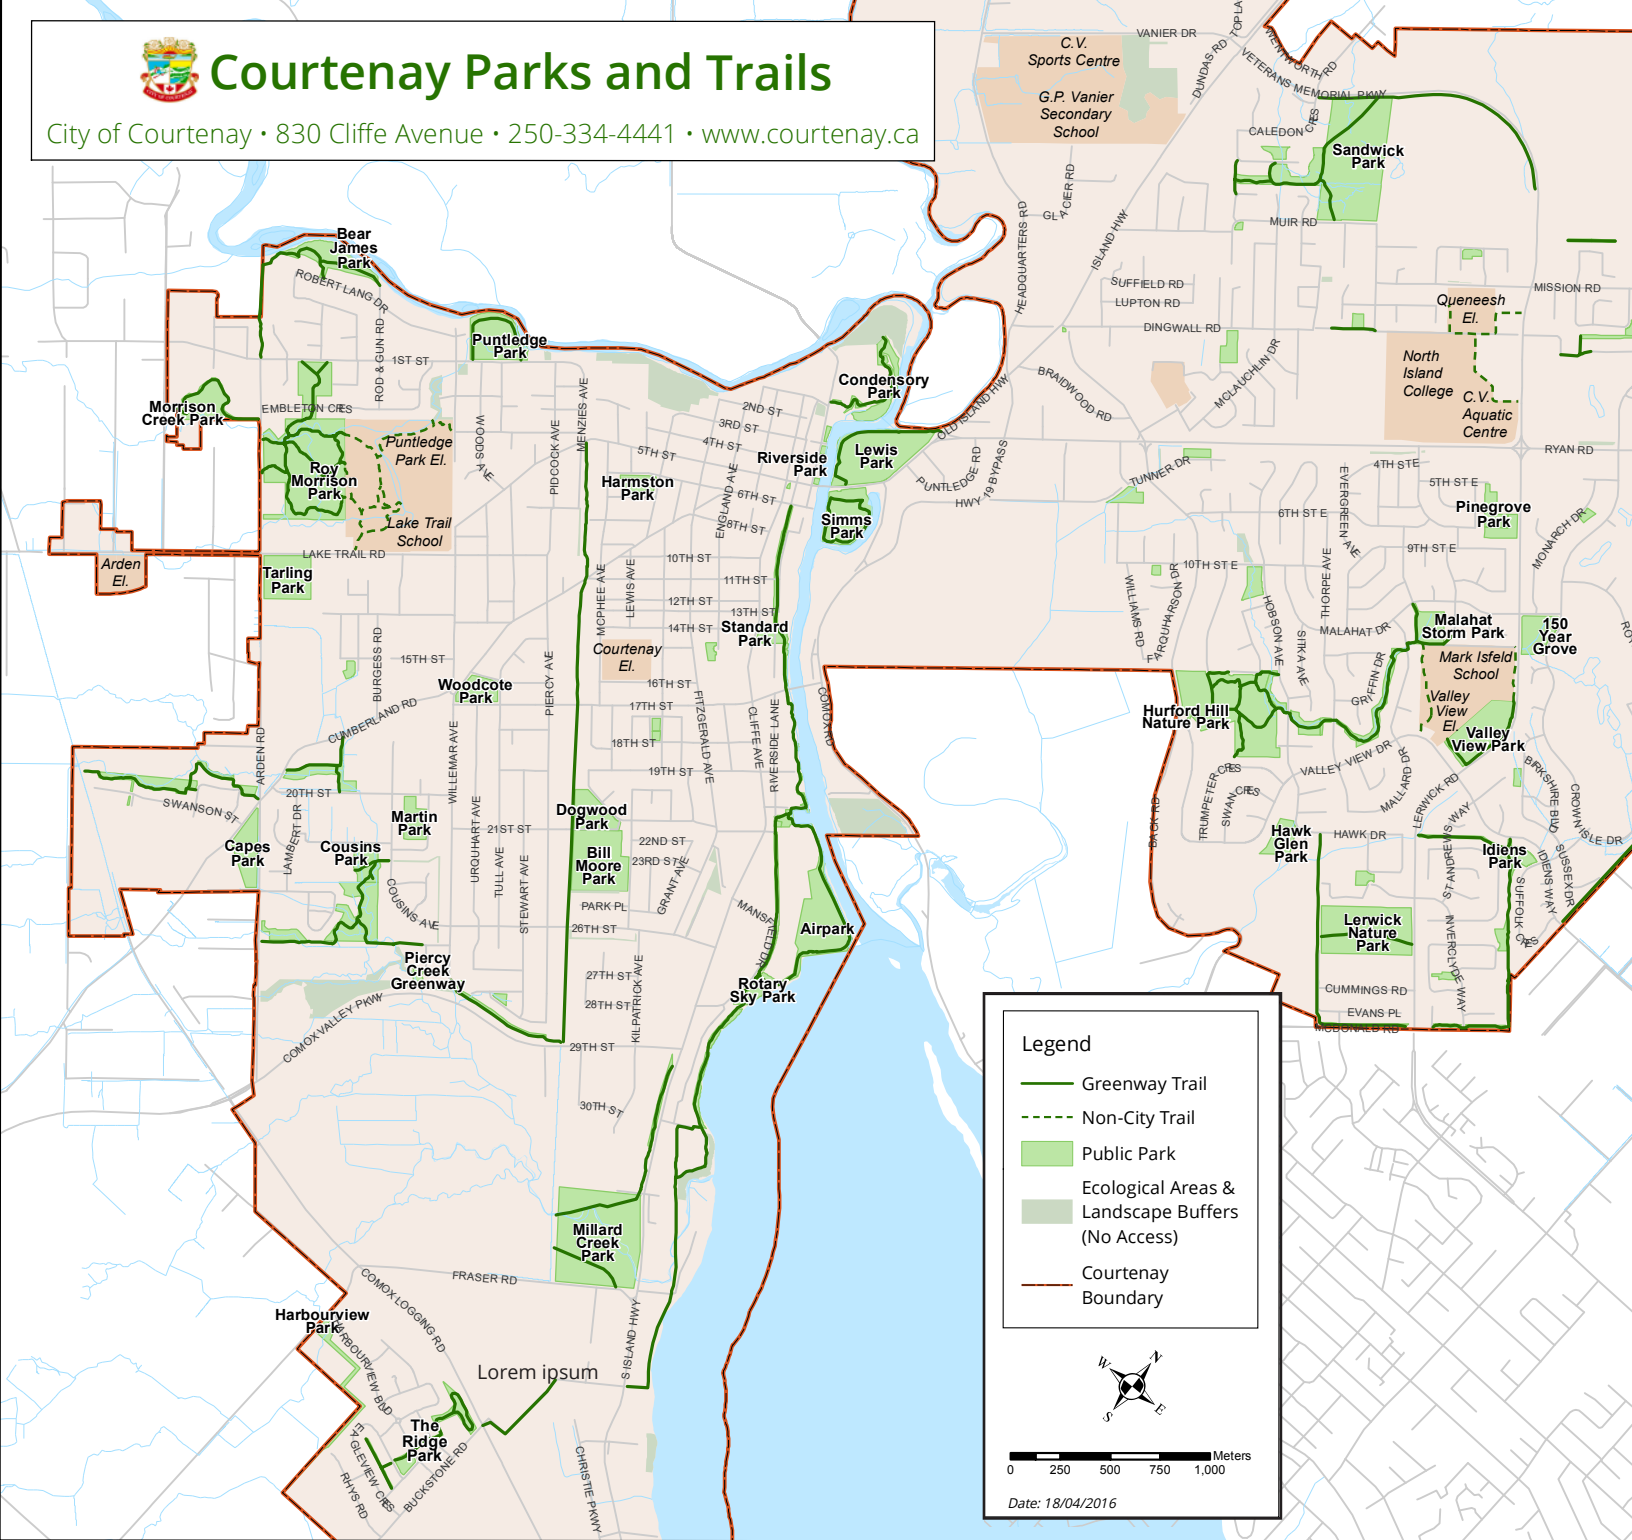 Courtenay Parks and Trails
City of Courtenay • 830 Cliffe Avenue • 250-334-4441 • www.courtenay.ca
C.V.
Sports Centre
G.P. Vanier
Secondary
School
VANIER DR
DUNDAS RD
TOPLA
WENTWORTH RD
VETERANS MEMORIAL PKWY
CALEDON CRES
Sandwick
Park
MUIR RD
GLACIER RD
HEADQUARTERS RD
ISLAND HWY
SUFFIELD RD
LUPTON RD
DINGWALL RD
MISSION RD
Queneesh
El.
North
Island
College
C.V.
Aquatic
Centre
RYAN RD
MCLAUCHLIN DR
BRAIDWOOD RD
OLD ISLAND HWY
Bear
James
Park
ROBERT LANG DR
ROD & GUN RD
1ST ST
Puntledge
Park
Condensory
Park
Morrison
Creek Park
EMBLETON CRES
Puntledge
Park El.
Roy
Morrison
Park
Lake Trail
School
LAKE TRAIL RD
Arden
El.
Tarling
Park
WOODS AVE
PIDCOCK AVE
MENZIES AVE
2ND ST
3RD ST
4TH ST
5TH ST
6TH ST
8TH ST
ENGLAND AVE
Riverside
Park
Lewis
Park
Harmston
Park
Simms
Park
PUNTLEDGE RD
HWY 19 BYPASS
TUNNER DR
4TH ST E
5TH ST E
6TH ST E
Pinegrove
Park
EVERGREEN AVE
MONARCH DR
9TH ST E
10TH ST E
THORPE AVE
WILLIAMS RD
FARQUHARSON DR
HOBSON AVE
SITKA AVE
MALAHAT DR
Malahat
Storm Park
150
Year
Grove
Mark Isfeld
School
Valley
View
El.
Valley
View Park
GRIFFIN DR
Hurford Hill
Nature Park
10TH ST
11TH ST
12TH ST
13TH ST
14TH ST
Standard
Park
MCPHEE AVE
LEWIS AVE
Courtenay
El.
15TH ST
BURGESS RD
Woodcote
Park
PIERCY AVE
16TH ST
17TH ST
18TH ST
19TH ST
FITZGERALD AVE
CLIFFE AVE
RIVERSIDE LANE
COMOX RD
CUMBERLAND RD
ARDEN RD
WILLEMAR AVE
SWANSON ST
20TH ST
LAMBERT DR
Martin
Park
Capes
Park
Cousins
Park
COUSINS AVE
URQUHART AVE
21ST ST
TULL AVE
STEWART AVE
Dogwood
Park
Bill
Moore
Park
22ND ST
23RD ST
GRANT AVE
PARK PL
26TH ST
MANSFIELD DR
Airpark
Rotary
Sky Park
27TH ST
28TH ST
KILPATRICK AVE
29TH ST
30TH ST
Piercy
Creek
Greenway
COMOX VALLEY PKWY
BACK RD
TRUMPETER CRES
SWAN CRES
VALLEY VIEW DR
MALLARD DR
LERWICK RD
Hawk
Glen
Park
HAWK DR
ST ANDREWS WAY
Idiens
Park
BIRKSHIRE BLVD
CROWN ISLE DR
SUSSEX DR
IDIENS WAY
SUFFOLK CRES
Lerwick
Nature
Park
INVERCLYDE WAY
CUMMINGS RD
EVANS PL
MCDONALD RD
Millard
Creek
Park
FRASER RD
COMOX LOGGING RD
Harbourview
Park
HARBOURVIEW BLVD
Lorem ipsum
S ISLAND HWY
The
Ridge
Park
EAGLEVIEW CRES
RHYS RD
BUCKSTONE RD
CHRISTIE PKWY
Legend
Greenway Trail
Non-City Trail
Public Park
Ecological Areas &
Landscape Buffers
(No Access)
Courtenay
Boundary
N
W
E
S
Meters
0 250 500 750 1,000
Date: 18/04/2016